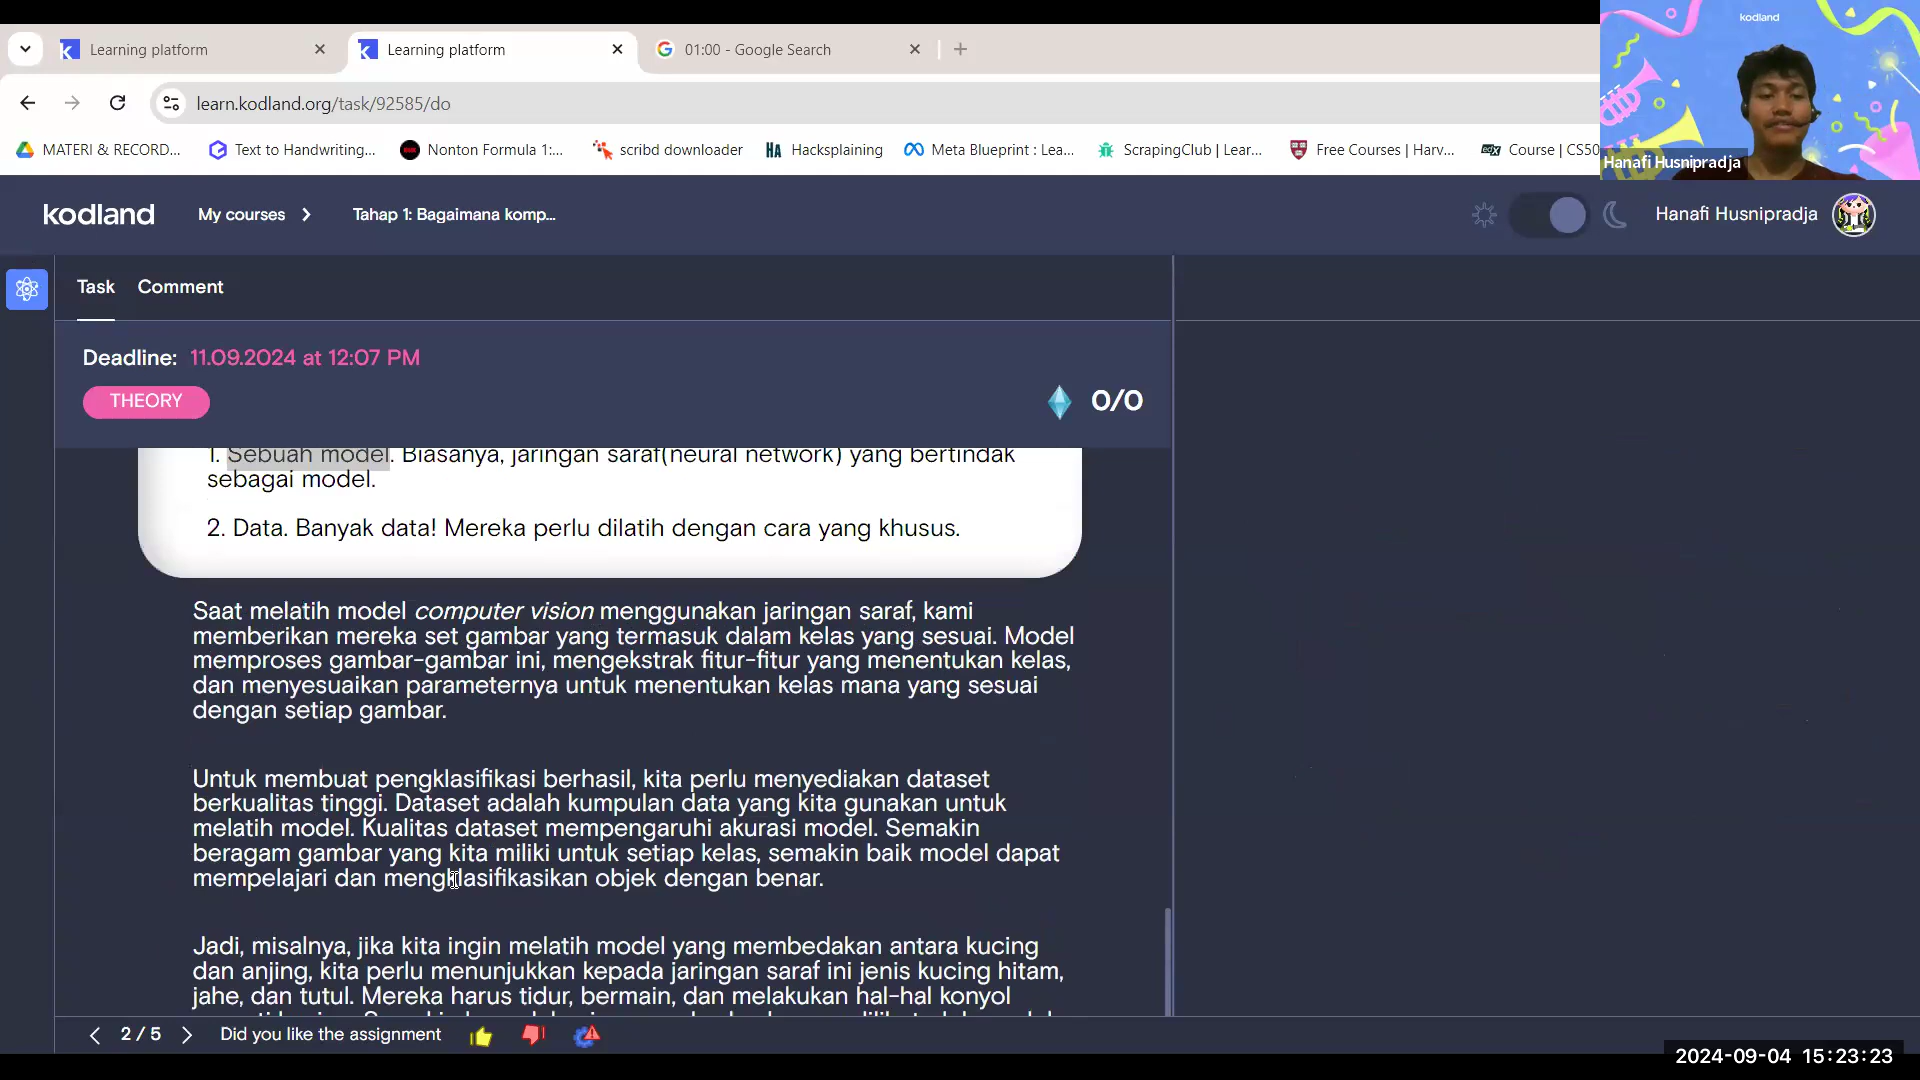 kodland
Learning platform
Learning platform
01:00 - Google Search
learn.kodland.org/task/92585/do
MATERI & RECORD...
Text to Handwriting...
Nonton Formula 1:...
scribd downloader
HA Hacksplaining
Meta Blueprint : Lea...
ScrapingClub | Lear...
Free Courses | Harv...
edX Course | CS50
Hanafi Husnipradja
kodland
My courses
Tahap 1: Bagaimana komp...
Hanafi Husnipradja
Task
Comment
Deadline: 11.09.2024 at 12:07 PM
THEORY
0/0
1. Sebuah model. Biasanya, jaringan saraf(neural network) yang bertindak
sebagai model.
2. Data. Banyak data! Mereka perlu dilatih dengan cara yang khusus.
Saat melatih model computer vision menggunakan jaringan saraf, kami
memberikan mereka set gambar yang termasuk dalam kelas yang sesuai. Model
memproses gambar-gambar ini, mengekstrak fitur-fitur yang menentukan kelas,
dan menyesuaikan parameternya untuk menentukan kelas mana yang sesuai
dengan setiap gambar.
Untuk membuat pengklasifikasi berhasil, kita perlu menyediakan dataset
berkualitas tinggi. Dataset adalah kumpulan data yang kita gunakan untuk
melatih model. Kualitas dataset mempengaruhi akurasi model. Semakin
beragam gambar yang kita miliki untuk setiap kelas, semakin baik model dapat
mempelajari dan mengklasifikasikan objek dengan benar.
Jadi, misalnya, jika kita ingin melatih model yang membedakan antara kucing
dan anjing, kita perlu menunjukkan kepada jaringan saraf ini jenis kucing hitam,
jahe, dan tutul. Mereka harus tidur, bermain, dan melakukan hal-hal konyol
2 / 5
Did you like the assignment
2024-09-04 15:23:23